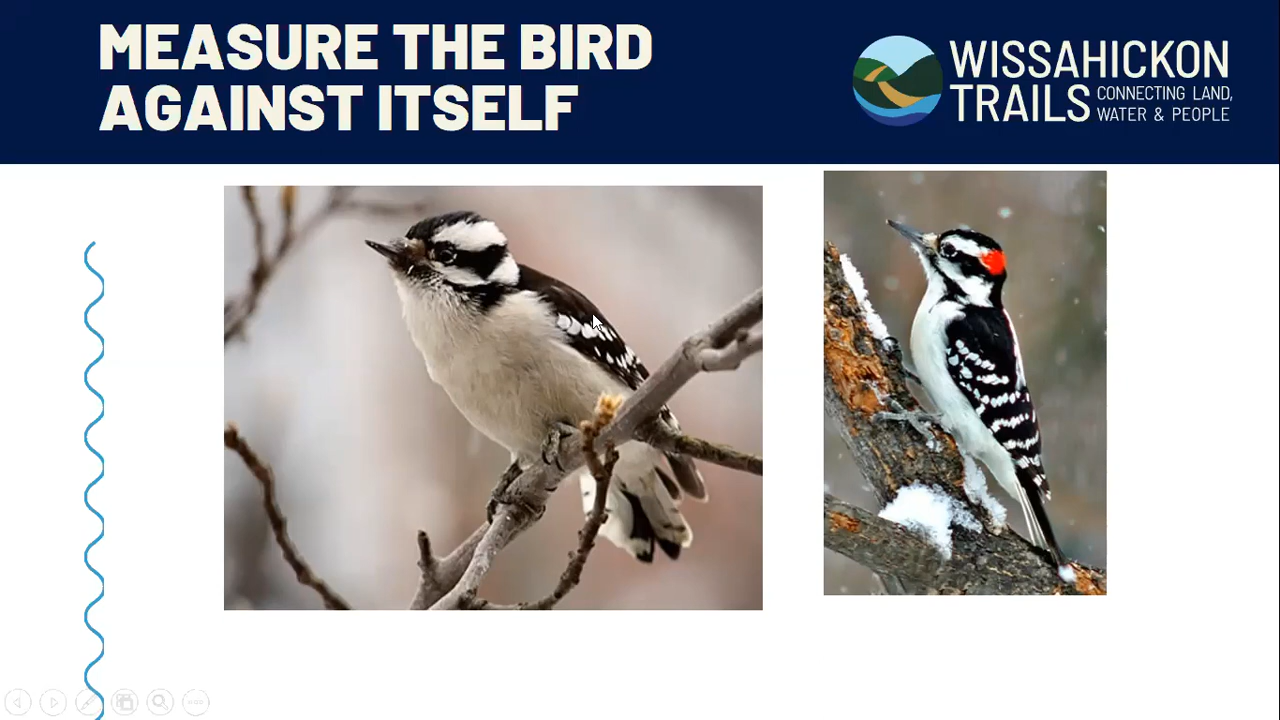 MEASURE THE BIRD
AGAINST ITSELF
WISSAHICKON
TRAILS
CONNECTING LAND,
WATER & PEOPLE